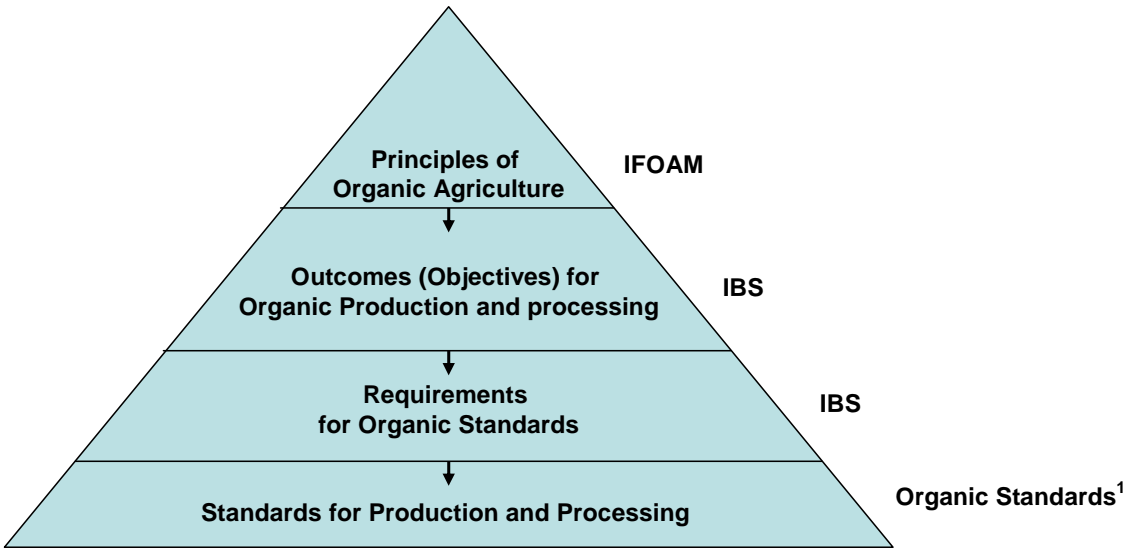 Principles of
Organic Agriculture
IFOAM
Outcomes (Objectives) for
Organic Production and processing
IBS
Requirements
for Organic Standards
IBS
Standards for Production and Processing
Organic Standards¹